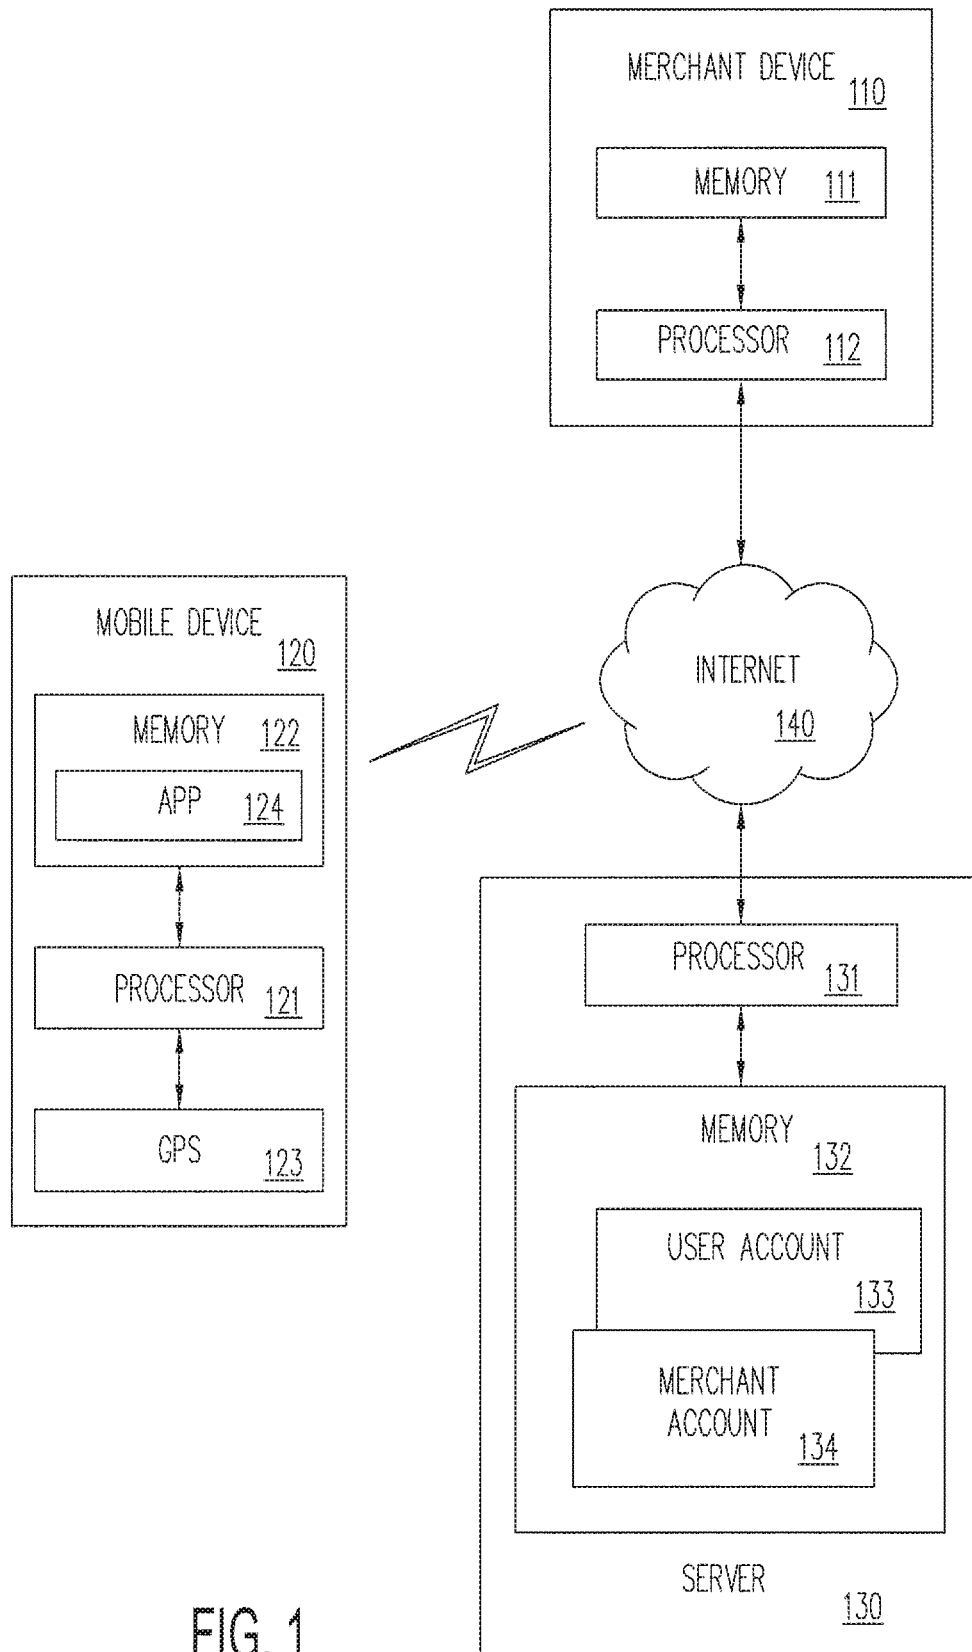 MERCHANT DEVICE
110
MEMORY 111
PROCESSOR 112
MOBILE DEVICE
120
MEMORY 122
APP 124
PROCESSOR 121
GPS 123
INTERNET
140
PROCESSOR 131
MEMORY
132
USER ACCOUNT
133
MERCHANT
ACCOUNT
134
SERVER
130
FIG. 1